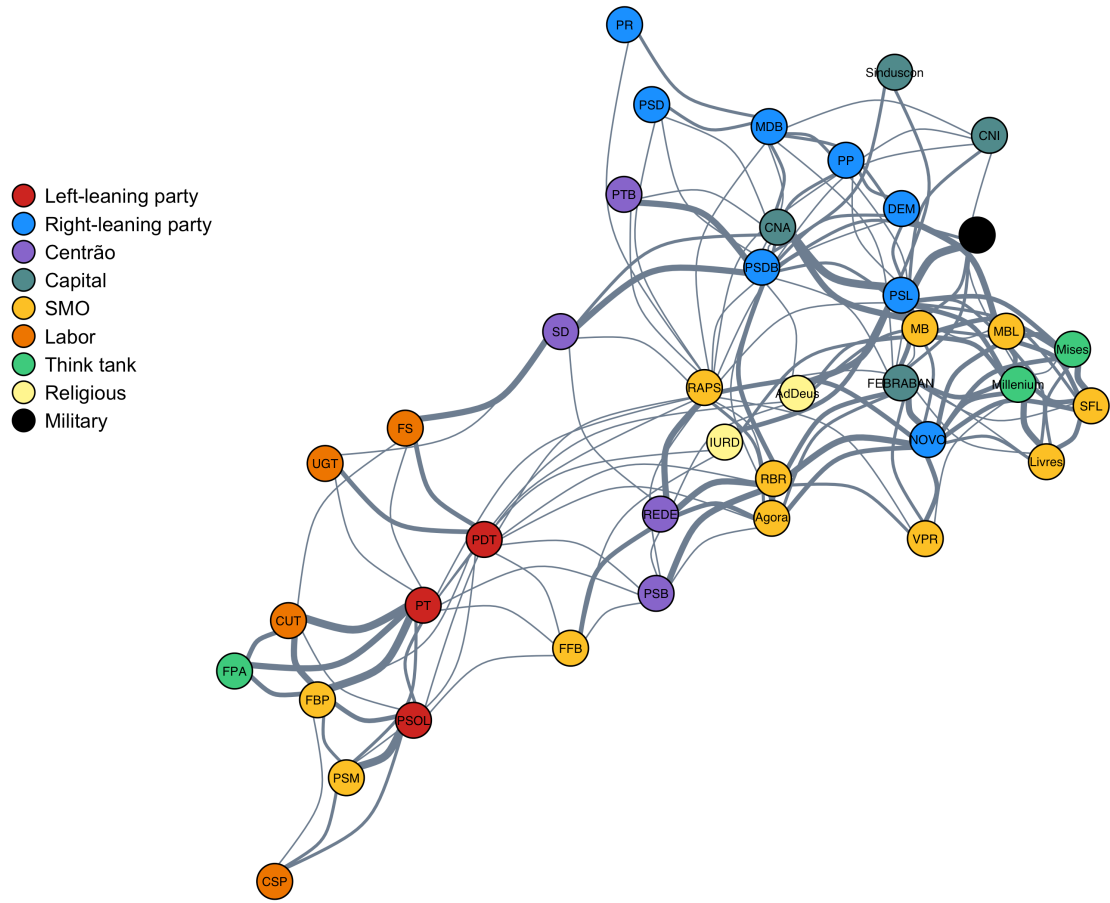 PR
Sinduscon
PSD
MDB
CNI
PP
Left-leaning party
PTB
Right-leaning party
DEM
CNA
Centrão
PSDB
Capital
PSL
SMO
SD
MB
MBL
Labor
Mises
Think tank
RAPS
AdDeus
FEBRABAN
Millenium
Religious
SFL
Military
FS
IURD
NOVO
UGT
Livres
RBR
REDE
Agora
PDT
VPR
PSB
PT
CUT
FFB
FPA
FBP
PSOL
PSM
CSP